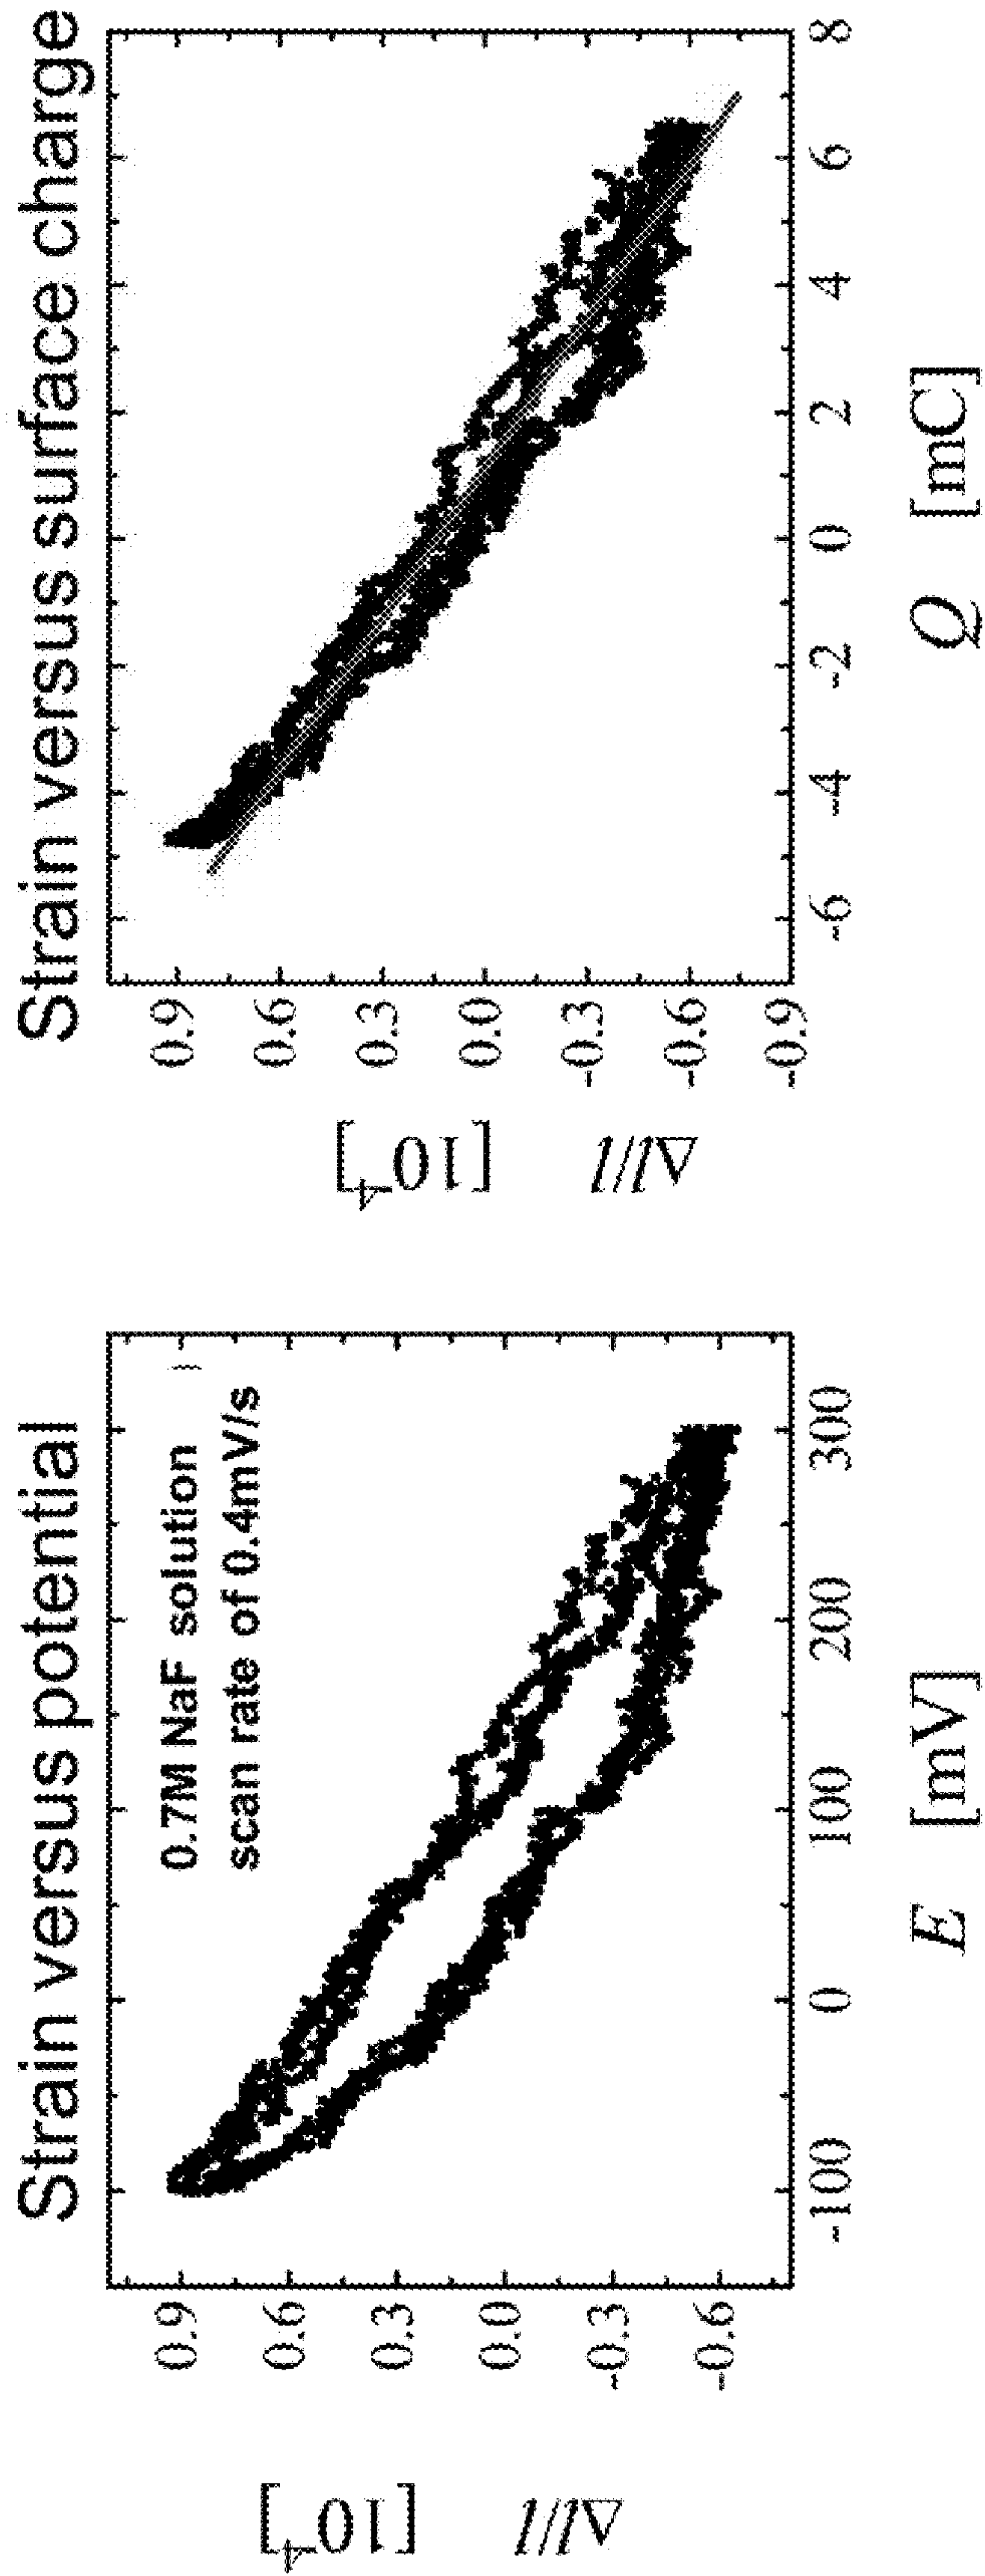 Strain versus potential
0.7M NaF solution
scan rate of 0.4mV/s
0.9
0.6
0.3
0.0
-0.3
-0.6
Δl/l [10⁻⁴]
-100 0 100 200 300
E [mV]
Strain versus surface charge
0.9
0.6
0.3
0.0
-0.3
-0.6
-0.9
Δl/l [10⁻⁴]
-6 -4 -2 0 2 4 6 8
Q [mC]